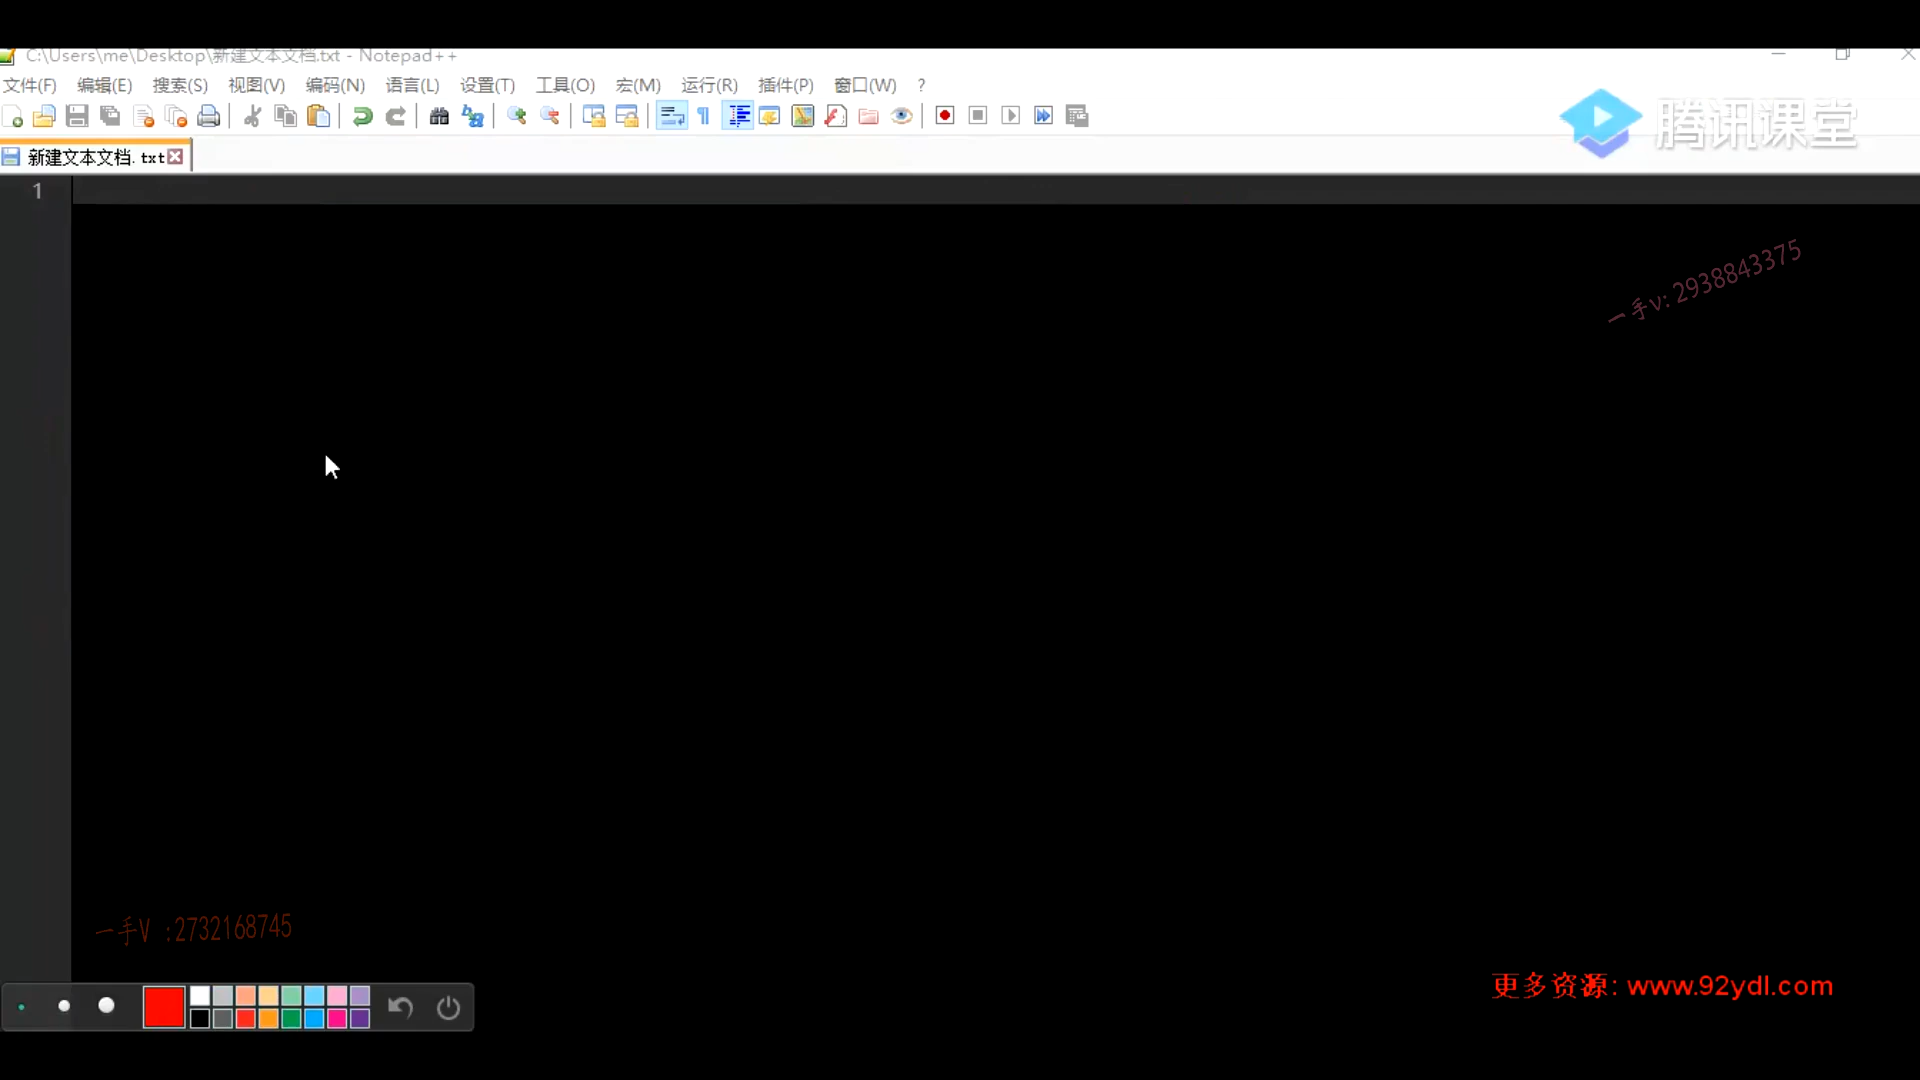 C:\Users\me\Desktop\新建文本文档.txt - Notepad++
文件(F) 编辑(E) 搜索(S) 视图(V) 编码(N) 语言(L) 设置(T) 工具(O) 宏(M) 运行(R) 插件(P) 窗口(W) ?
腾讯课堂
新建文本文档.txt
1
一手v:2938843375
一手V :2732168745
更多资源:www.92ydl.com